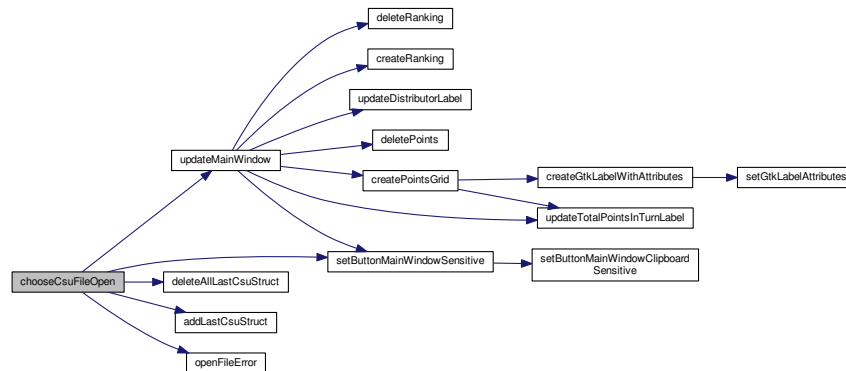 deleteRanking
createRanking
updateDistributorLabel
deletePoints
updateMainWindow
createPointsGrid
createGtkLabelWithAttributes
setGtkLabelAttributes
updateTotalPointsInTurnLabel
setButtonMainWindowSensitive
setButtonMainWindowClipboard
Sensitive
chooseCsuFileOpen
deleteAllLastCsuStruct
addLastCsuStruct
openFileError